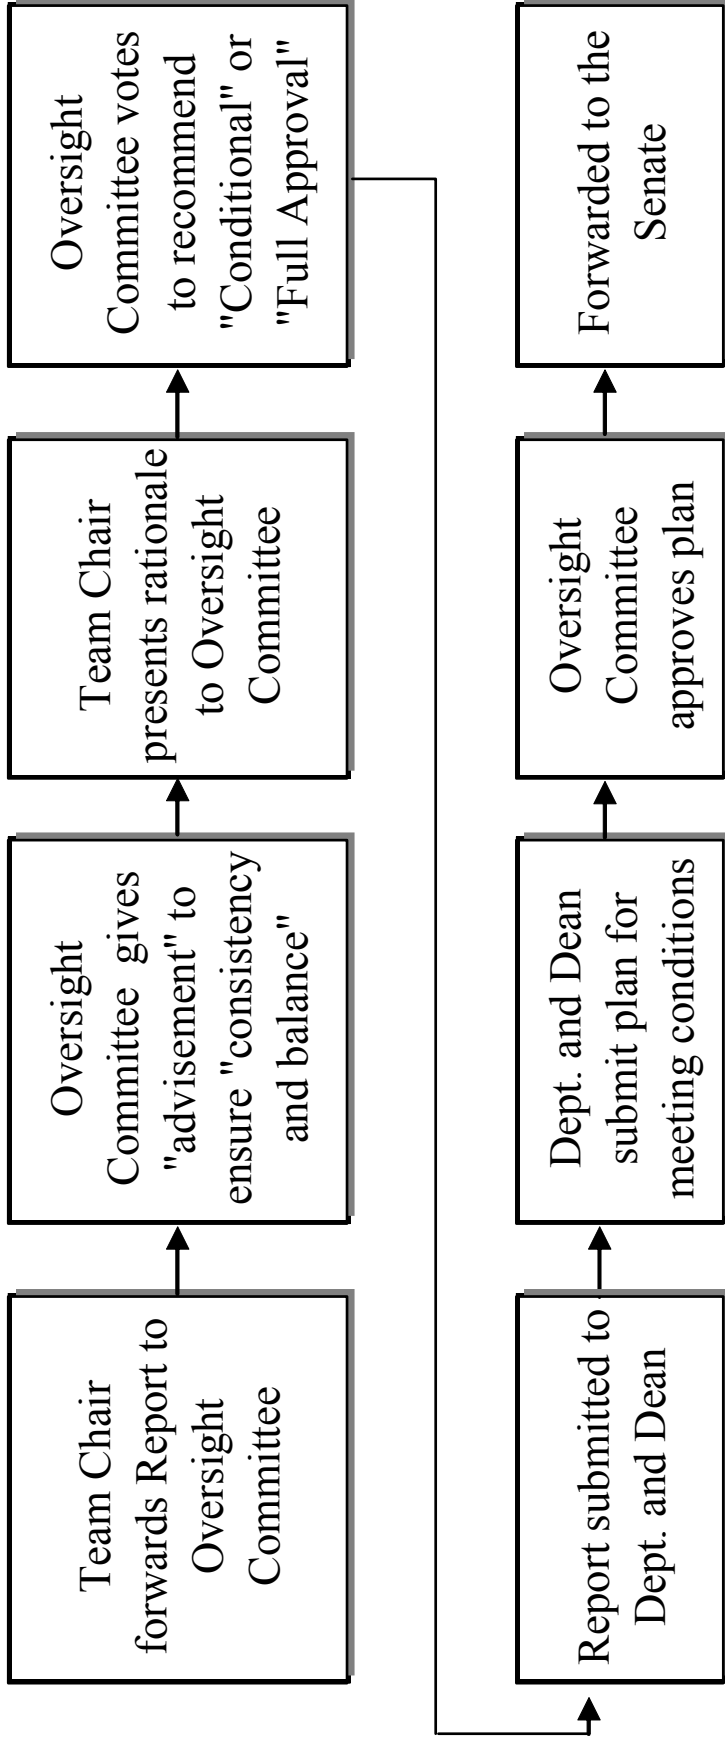 Team Chair
forwards Report to
Oversight
Committee
Oversight
Committee gives
"advisement" to
ensure "consistency
and balance"
Team Chair
presents rationale
to Oversight
Committee
Oversight
Committee votes
to recommend
"Conditional" or
"Full Approval"
Report submitted to
Dept. and Dean
Dept. and Dean
submit plan for
meeting conditions
Oversight
Committee
approves plan
Forwarded to the
Senate